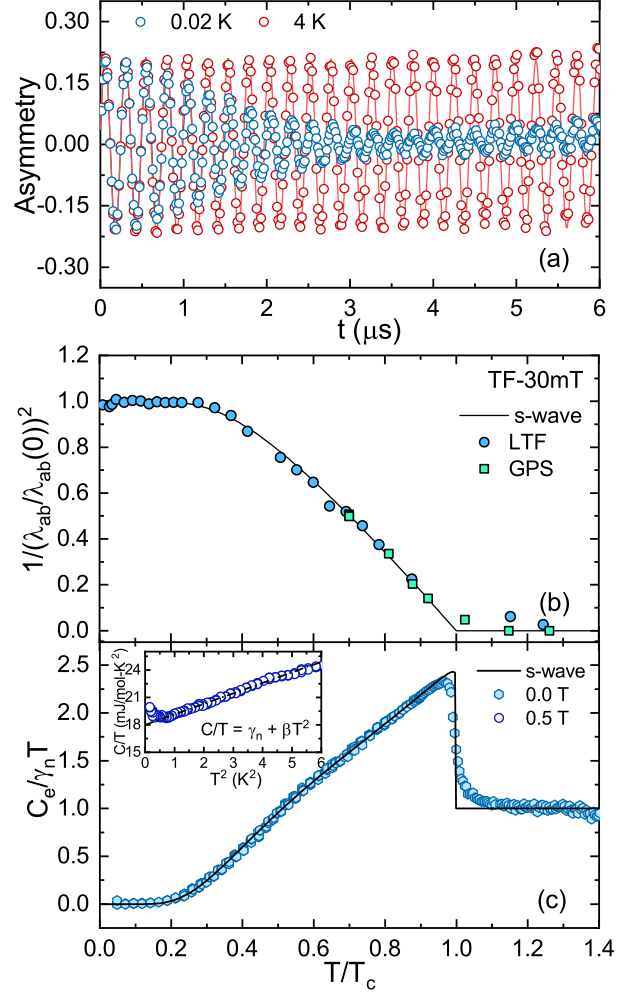 0.02 K 4 K
0.30
0.15
0.00
-0.15
-0.30
Asymmetry
(a)
0 1 2 3 4 5 6
t (μs)
1.2
1.0
0.8
0.6
0.4
0.2
0.0
1/(λab/λab(0))²
TF-30mT
s-wave
LTF
GPS
(b)
2.5
2.0
1.5
1.0
0.5
0.0
Ce/γnT
24
21
18
15
C/T (mJ/mol-K²)
C/T = γn + βT²
0 1 2 3 4 5 6
T² (K²)
s-wave
0.0 T
0.5 T
(c)
0.0 0.2 0.4 0.6 0.8 1.0 1.2 1.4
T/Tc